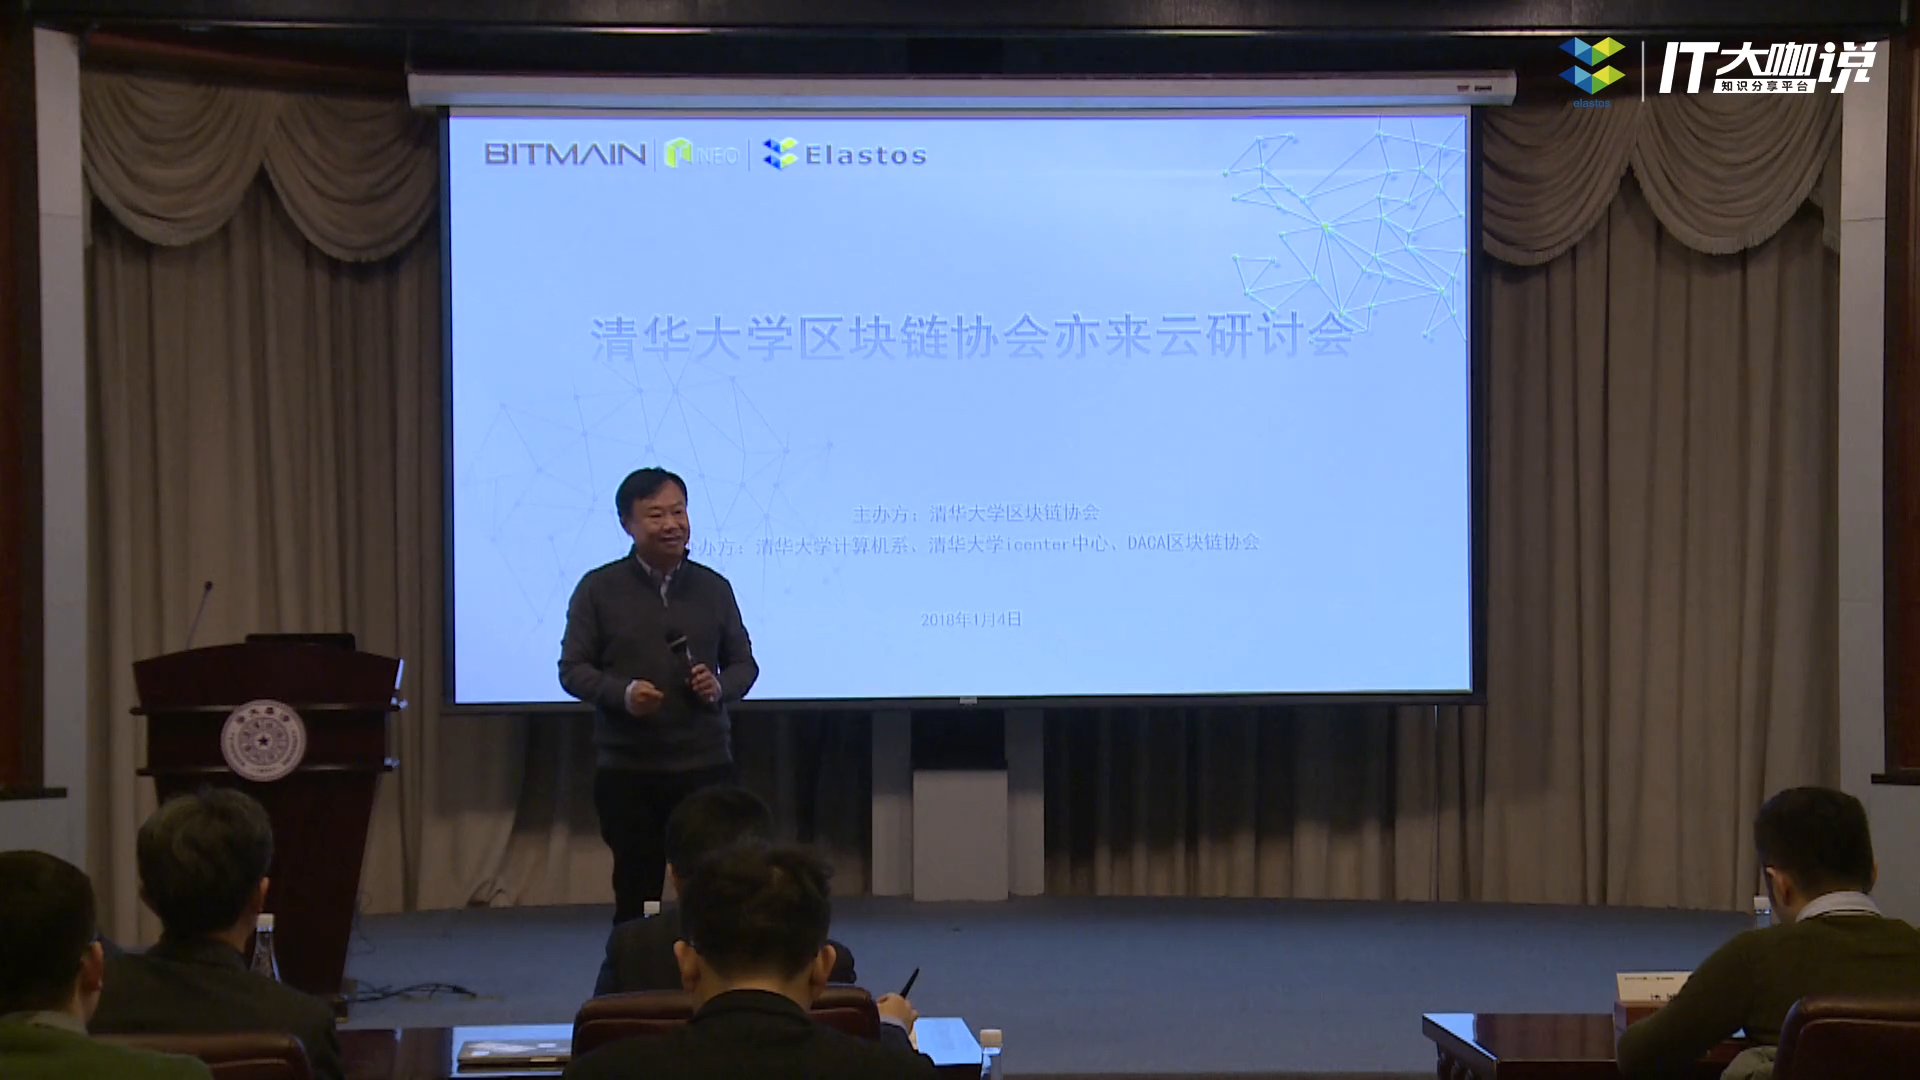 elastos
IT大咖说
知识分享平台
BITMAIN NEO Elastos
清华大学区块链协会亦来云研讨会
主办方：清华大学区块链协会
办方：清华大学计算机系、清华大学icenter中心、DACA区块链协会
2018年1月4日